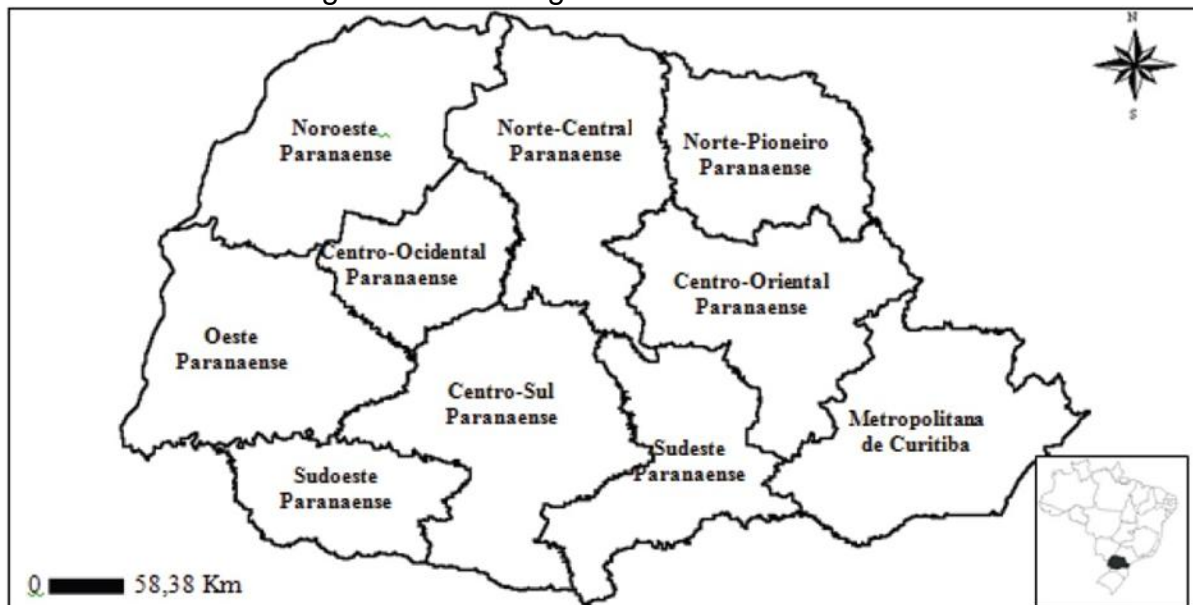 N
S
Noroeste
Paranaense
Norte-Central
Paranaense
Norte-Pioneiro
Paranaense
Centro-Ocidental
Paranaense
Centro-Oriental
Paranaense
Oeste
Paranaense
Centro-Sul
Paranaense
Metropolitana
de Curitiba
Sudeste
Paranaense
Sudoeste
Paranaense
0 58,38 Km